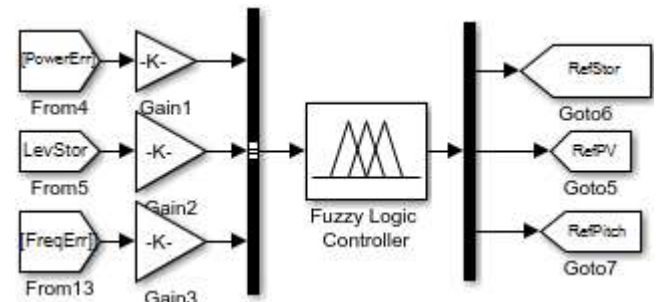 [PowerErr]
-K-
From4
Gain1
LevStor
-K-
From5
Gain2
[FreqErr]
-K-
From13
Gain3
Fuzzy Logic
Controller
RefStor
Goto6
RefPV
Goto5
RefPitch
Goto7